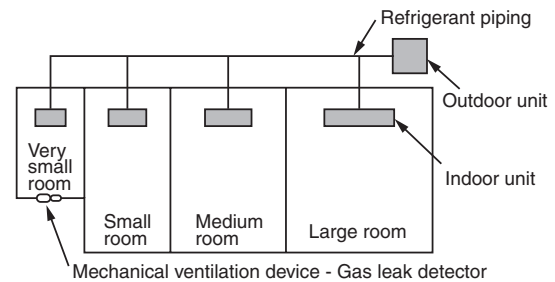 Refrigerant piping
Outdoor unit
Very
small
room
Indoor unit
Small
room
Medium
room
Large room
Mechanical ventilation device - Gas leak detector